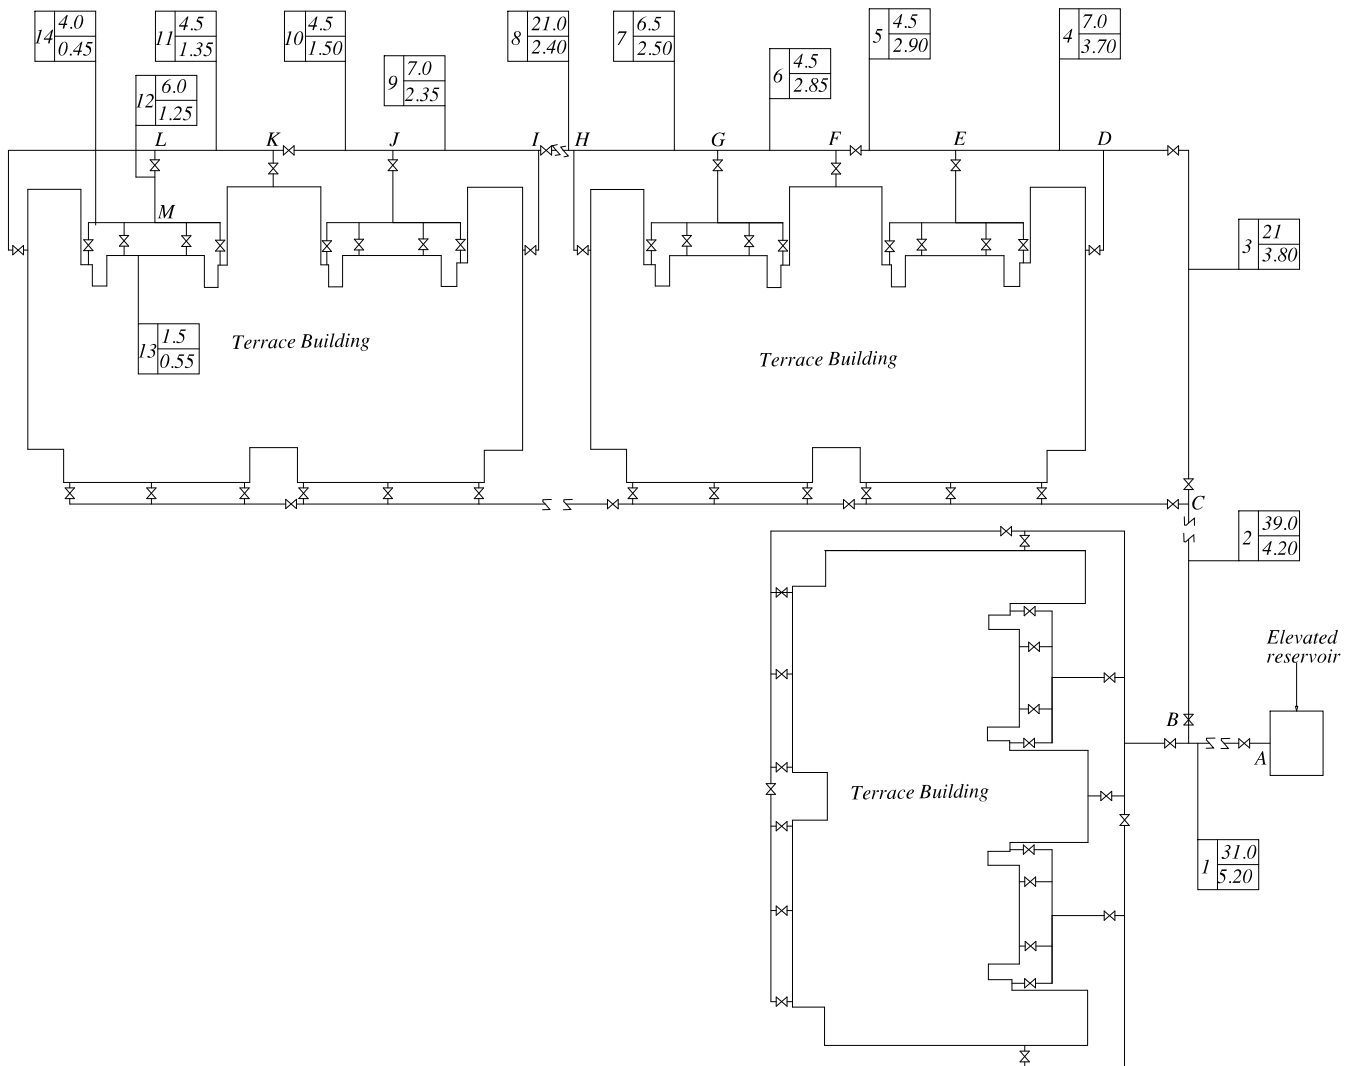 14 4.0
0.45
11 4.5
1.35
10 4.5
1.50
8 21.0
2.40
7 6.5
2.50
5 4.5
2.90
4 7.0
3.70
12 6.0
1.25
9 7.0
2.35
6 4.5
2.85
L K J I H G F E D
M
3 21
3.80
13 1.5
0.55
Terrace Building
Terrace Building
C
2 39.0
4.20
Elevated
reservoir
B
A
Terrace Building
1 31.0
5.20